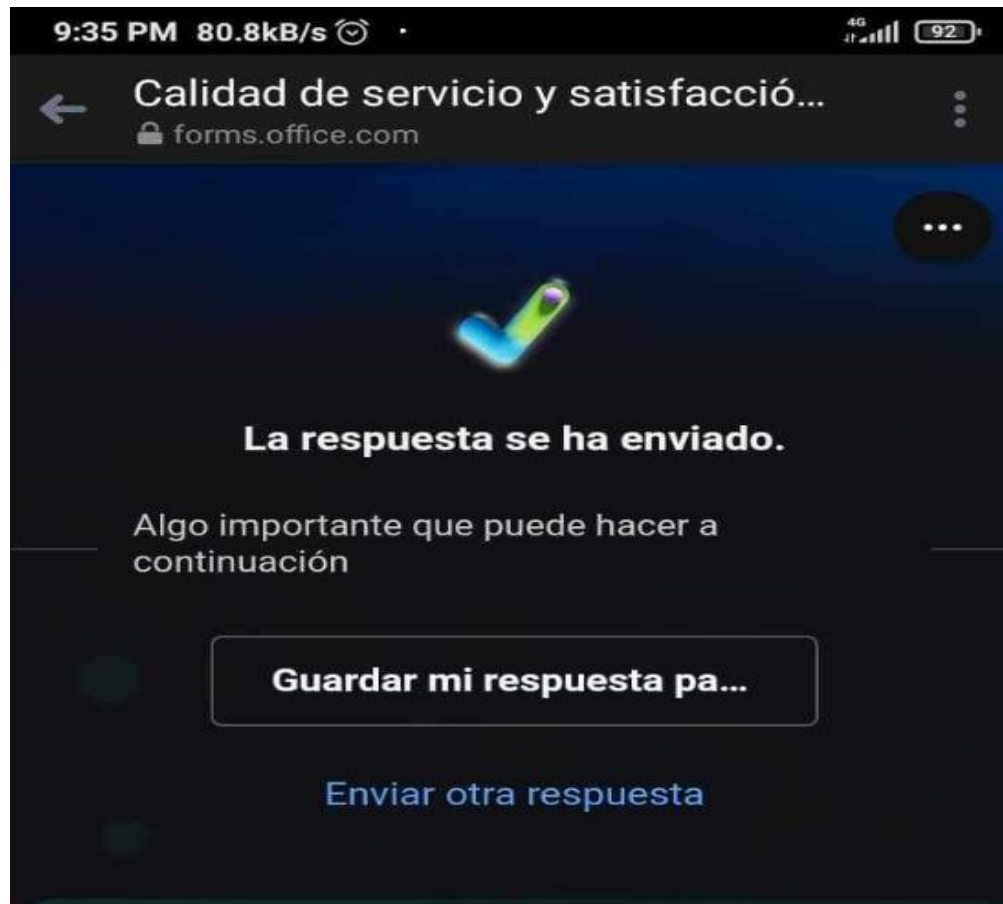 9:35 PM 80.8kB/s
4G
92
Calidad de servicio y satisfacció...
forms.office.com
La respuesta se ha enviado.
Algo importante que puede hacer a
continuación
Guardar mi respuesta pa...
Enviar otra respuesta